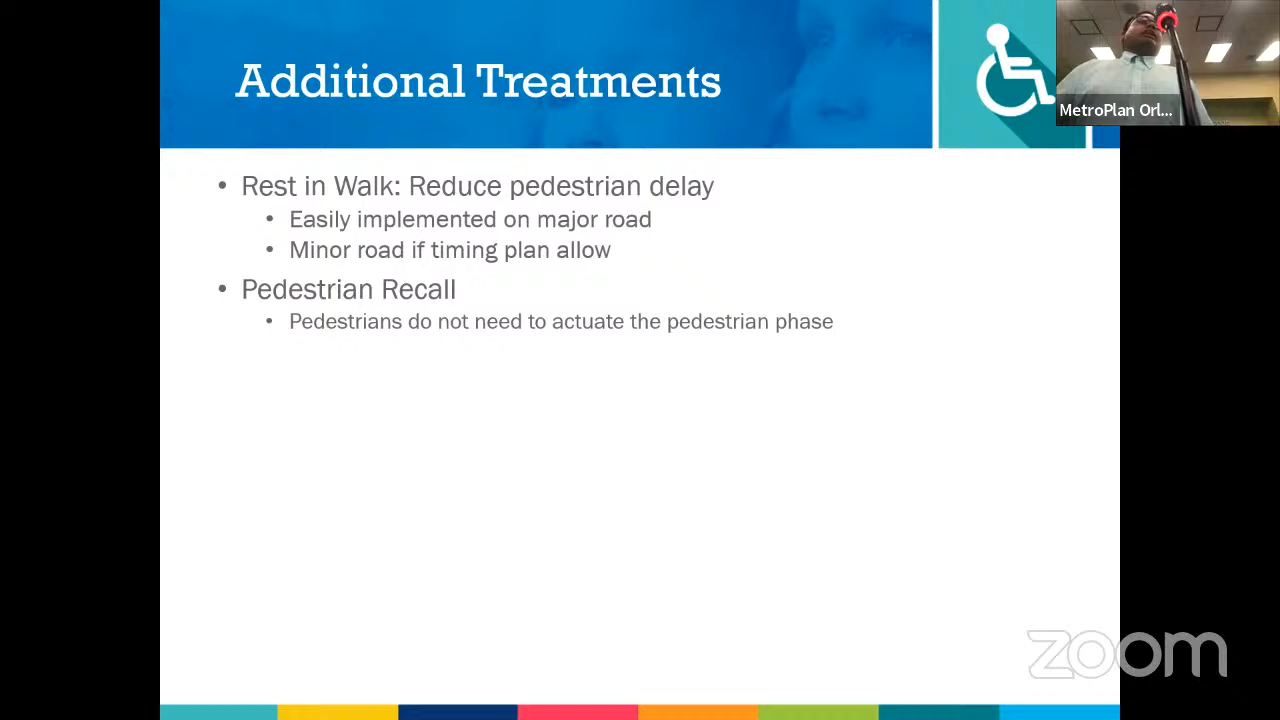 Additional Treatments
MetroPlan Orl...
• Rest in Walk: Reduce pedestrian delay
• Easily implemented on major road
• Minor road if timing plan allow
• Pedestrian Recall
• Pedestrians do not need to actuate the pedestrian phase
zoom